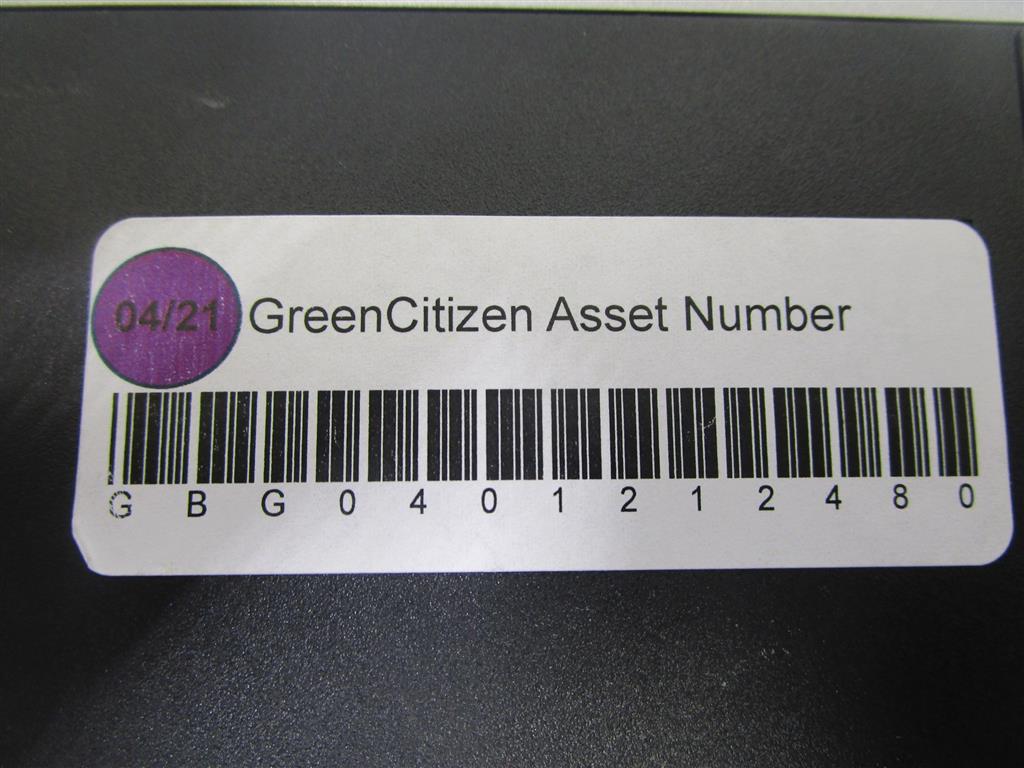 04/21 GreenCitizen Asset Number
G B G 0 4 0 1 2 1 2 4 8 0